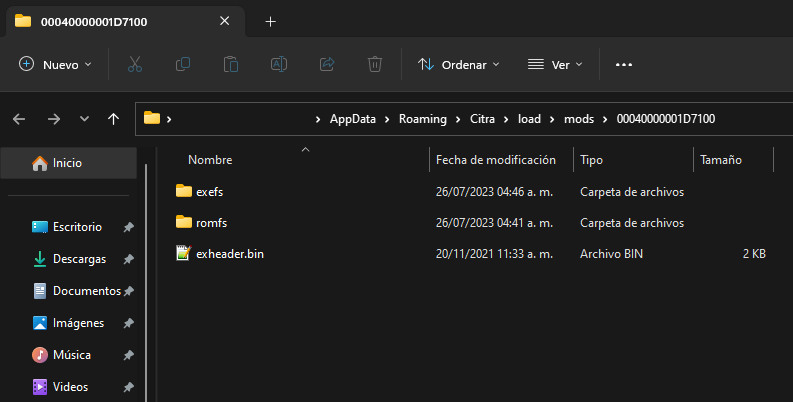 00040000001D7100
Nuevo
Ordenar
Ver
AppData > Roaming > Citra > load > mods > 00040000001D7100
Inicio
Escritorio
Descargas
Documentos
Imágenes
Música
Videos
Nombre Fecha de modificación Tipo Tamaño
exefs 26/07/2023 04:46 a. m. Carpeta de archivos
romfs 26/07/2023 04:41 a. m. Carpeta de archivos
exheader.bin 20/11/2021 11:33 a. m. Archivo BIN 2 KB